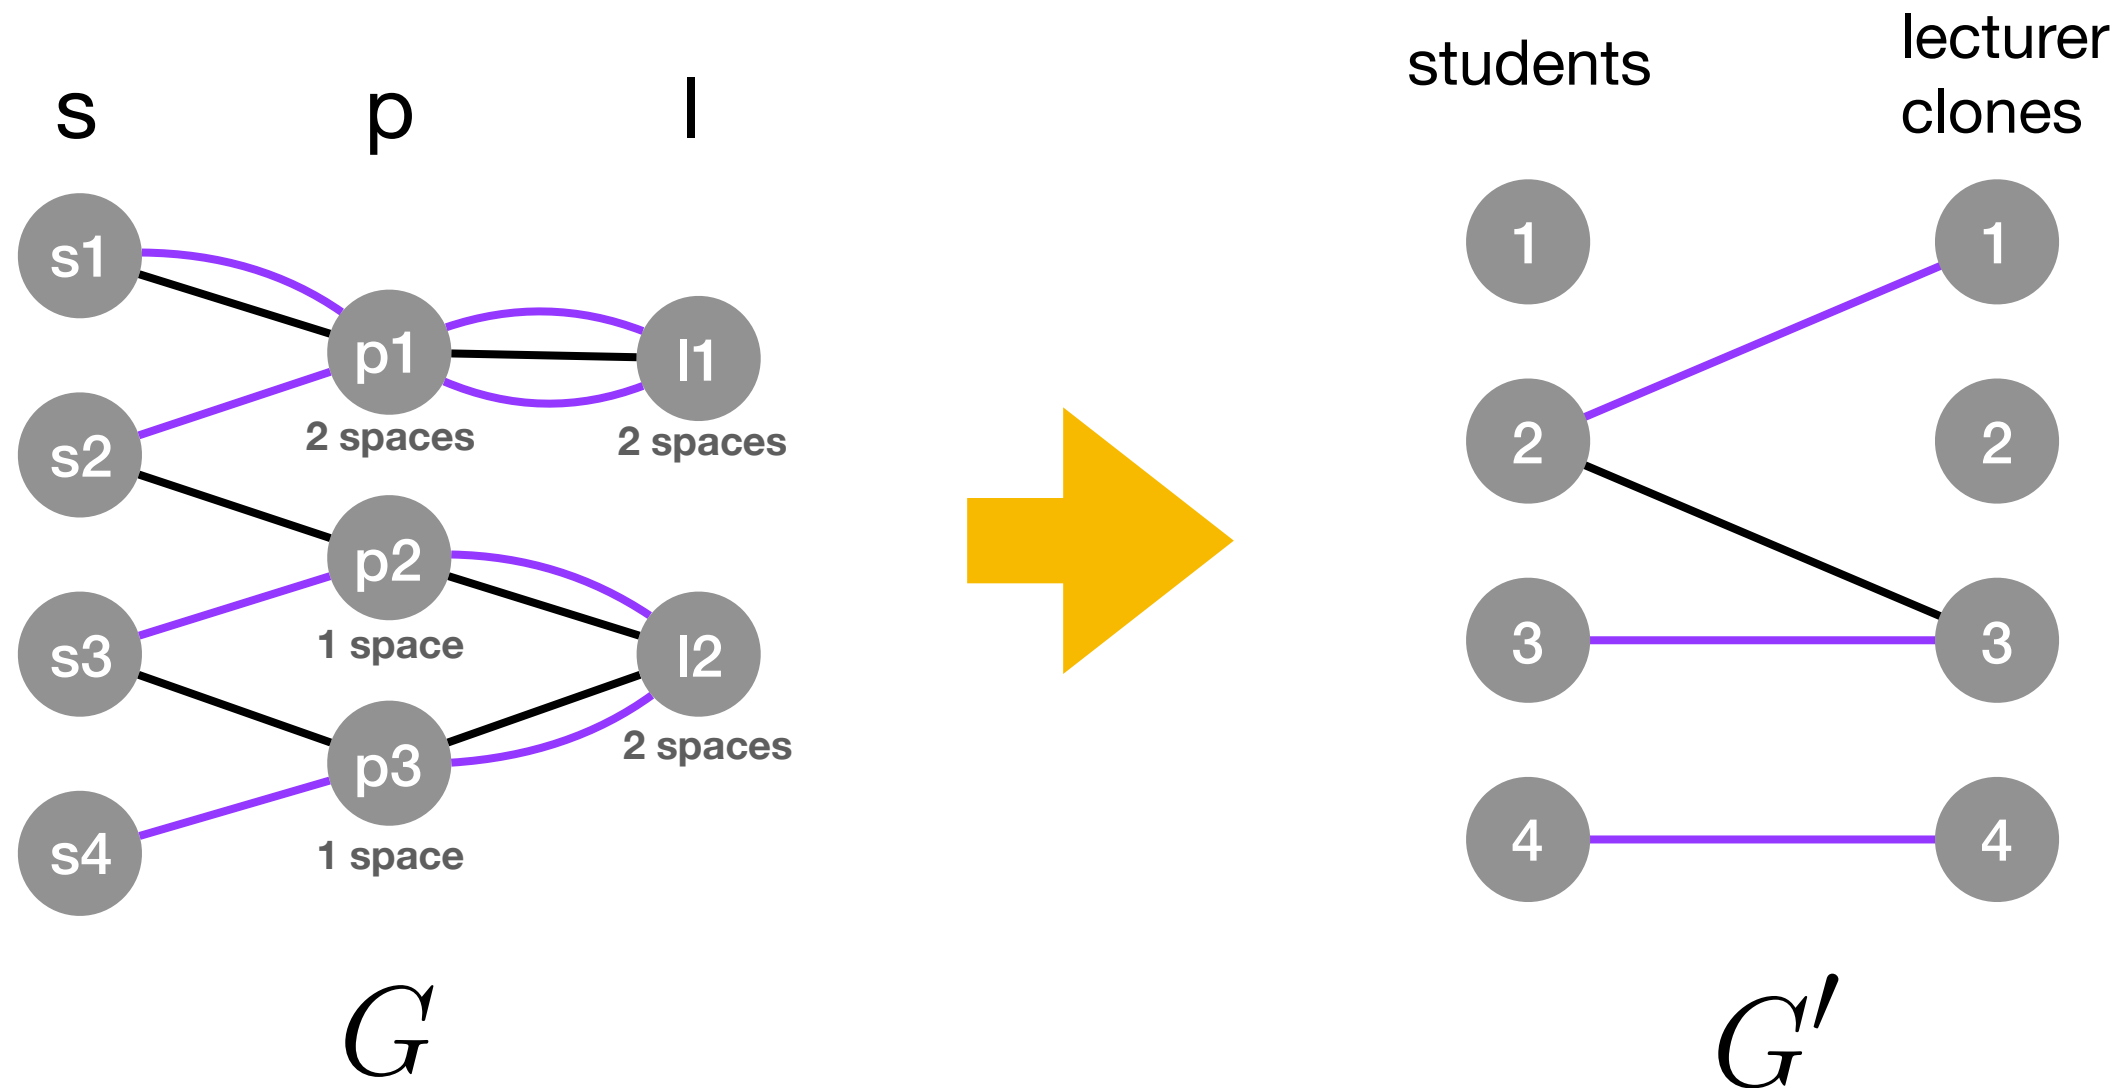 s p l
s1
s2
s3
s4
p1
2 spaces
p2
1 space
p3
1 space
l1
2 spaces
l2
2 spaces
G
students
lecturer
clones
1
2
3
4
1
2
3
4
G′